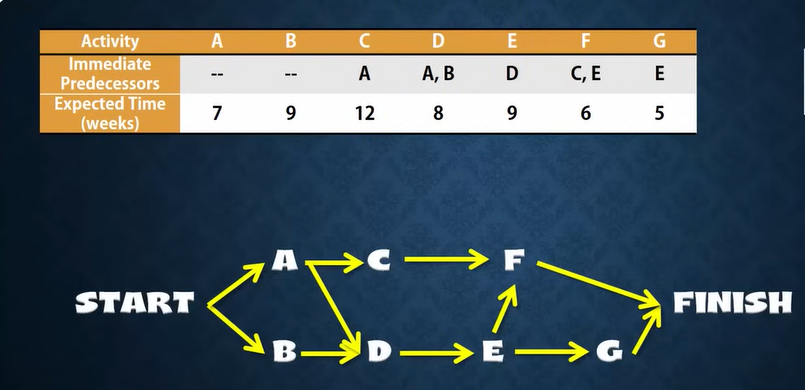 Activity A B C D E F G
Immediate
Predecessors -- -- A A, B D C, E E
Expected Time
(weeks) 7 9 12 8 9 6 5
A C F
START FINISH
B D E G